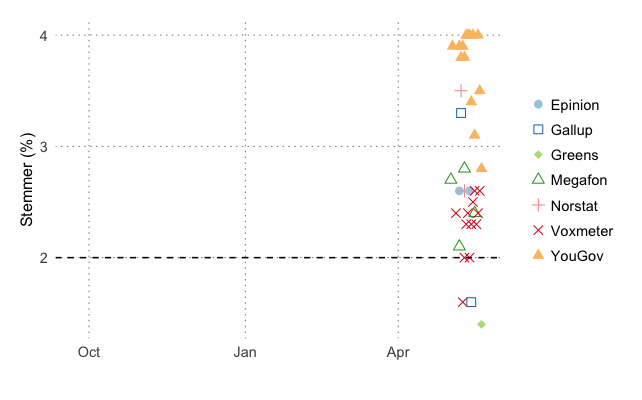 4
3
2
Stemmer (%)
Oct
Jan
Apr
Epinion
Gallup
Greens
Megafon
Norstat
Voxmeter
YouGov